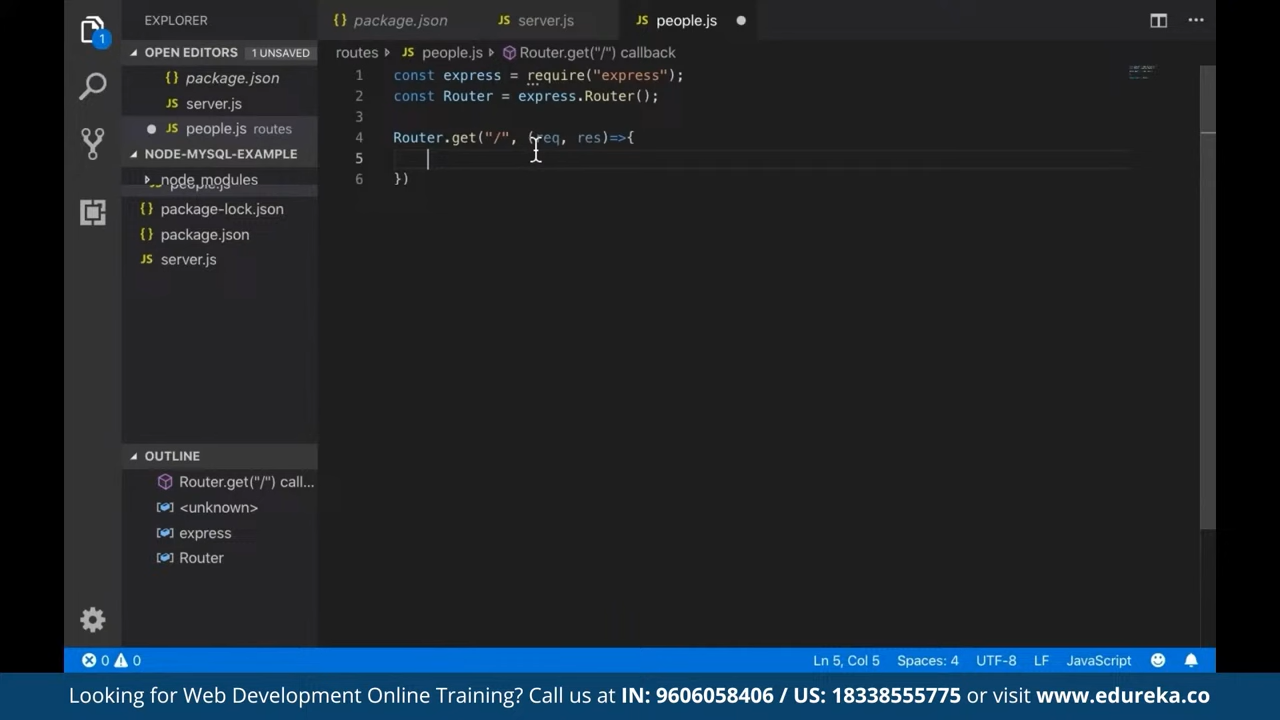 EXPLORER
{} package.json
JS server.js
JS people.js
OPEN EDITORS 1 UNSAVED
routes JS people.js Router.get("/") callback
{} package.json
JS server.js
JS people.js routes
NODE-MYSQL-EXAMPLE
node_modules
JS people.js
{} package-lock.json
{} package.json
JS server.js
1 const express = require("express");
2 const Router = express.Router();
3
4 Router.get("/", (req, res)=>{
5
6 })
OUTLINE
Router.get("/") call...
<unknown>
express
Router
1
0 0
Ln 5, Col 5 Spaces: 4 UTF-8 LF JavaScript
Looking for Web Development Online Training? Call us at IN: 9606058406 / US: 18338555775 or visit www.edureka.co